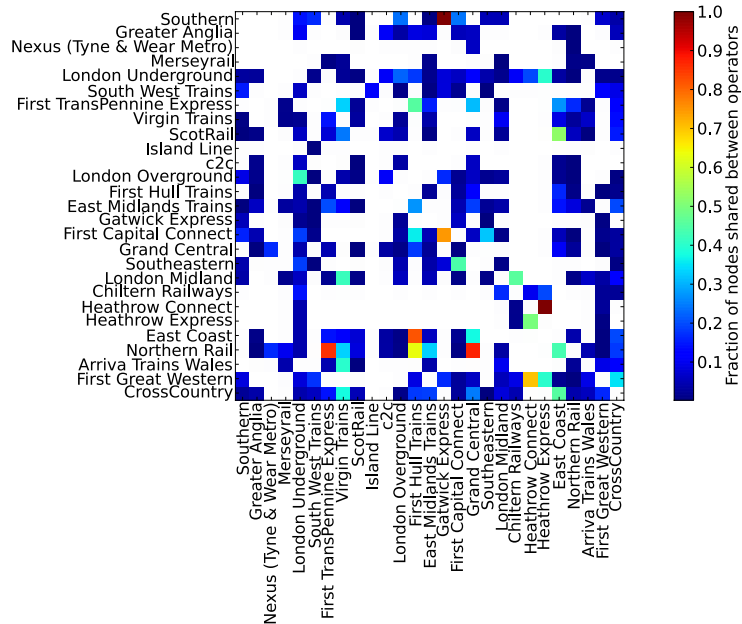 Southern
Greater Anglia
Nexus (Tyne & Wear Metro)
Merseyrail
London Underground
South West Trains
First TransPennine Express
Virgin Trains
ScotRail
Island Line
c2c
London Overground
First Hull Trains
East Midlands Trains
Gatwick Express
First Capital Connect
Grand Central
Southeastern
London Midland
Chiltern Railways
Heathrow Connect
Heathrow Express
East Coast
Northern Rail
Arriva Trains Wales
First Great Western
CrossCountry
Southern
Greater Anglia
Nexus (Tyne & Wear Metro)
Merseyrail
London Underground
South West Trains
First TransPennine Express
Virgin Trains
ScotRail
Island Line
c2c
London Overground
First Hull Trains
East Midlands Trains
Gatwick Express
First Capital Connect
Grand Central
Southeastern
London Midland
Chiltern Railways
Heathrow Connect
Heathrow Express
East Coast
Northern Rail
Arriva Trains Wales
First Great Western
CrossCountry
1.0
0.9
0.8
0.7
0.6
0.5
0.4
0.3
0.2
0.1
Fraction of nodes shared between operators